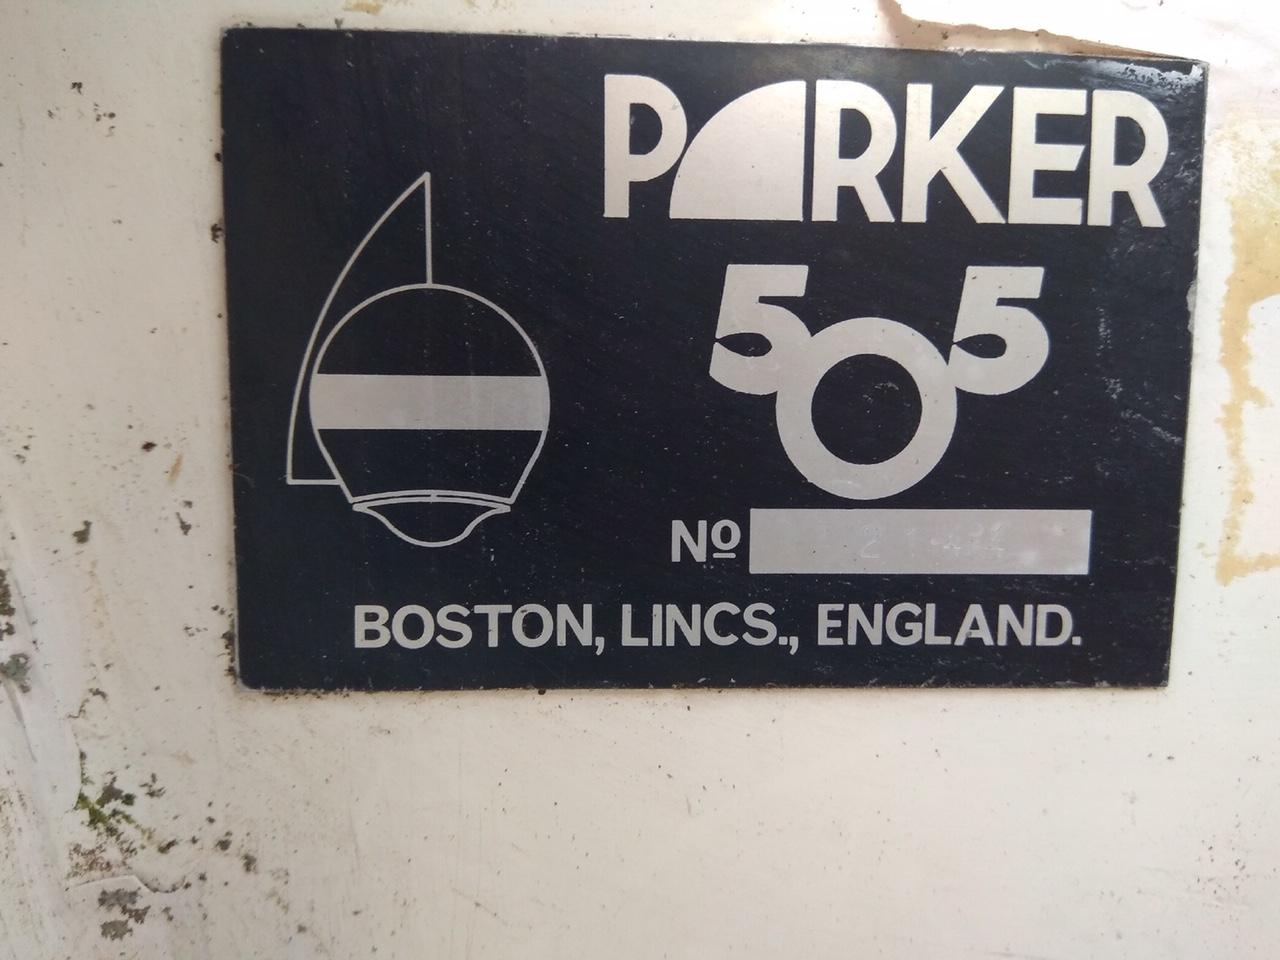 PARKER
505
Nº
BOSTON, LINCS., ENGLAND.